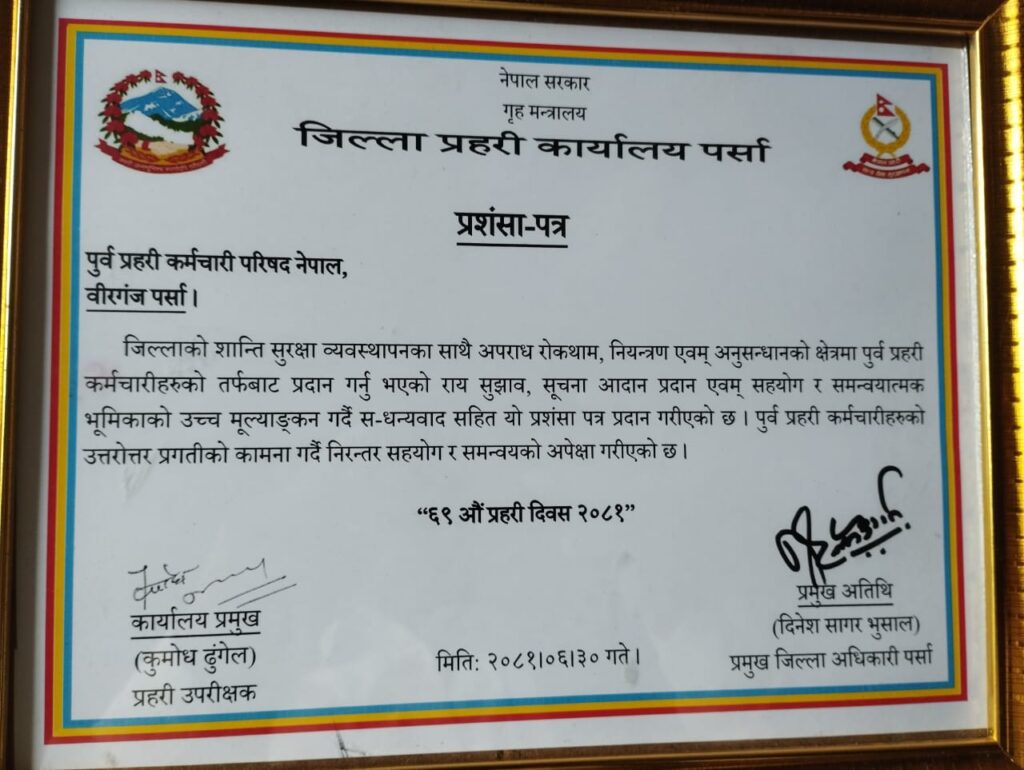 नेपाल सरकार
गृह मन्त्रालय
जिल्ला प्रहरी कार्यालय पर्सा
प्रशंसा-पत्र
पुर्व प्रहरी कर्मचारी परिषद नेपाल,
वीरगंज पर्सा।
जिल्लाको शान्ति सुरक्षा व्यवस्थापनका साथै अपराध रोकथाम, नियन्त्रण एवम् अनुसन्धानको क्षेत्रमा पुर्व प्रहरी
कर्मचारीहरुको तर्फबाट प्रदान गर्नु भएको राय सुझाव, सूचना आदान प्रदान एवम् सहयोग र समन्वयात्मक
भूमिकाको उच्च मूल्याङ्कन गर्दै स-धन्यवाद सहित यो प्रशंसा पत्र प्रदान गरीएको छ। पुर्व प्रहरी कर्मचारीहरुको
उत्तरोत्तर प्रगतीको कामना गर्दै निरन्तर सहयोग र समन्वयको अपेक्षा गरीएको छ।
“६९ औं प्रहरी दिवस २०८१”
कार्यालय प्रमुख
(कुमोध ढुंगेल)
प्रहरी उपरीक्षक
मिति: २०८१।०६।३० गते।
प्रमुख अतिथि
(दिनेश सागर भुसाल)
प्रमुख जिल्ला अधिकारी पर्सा